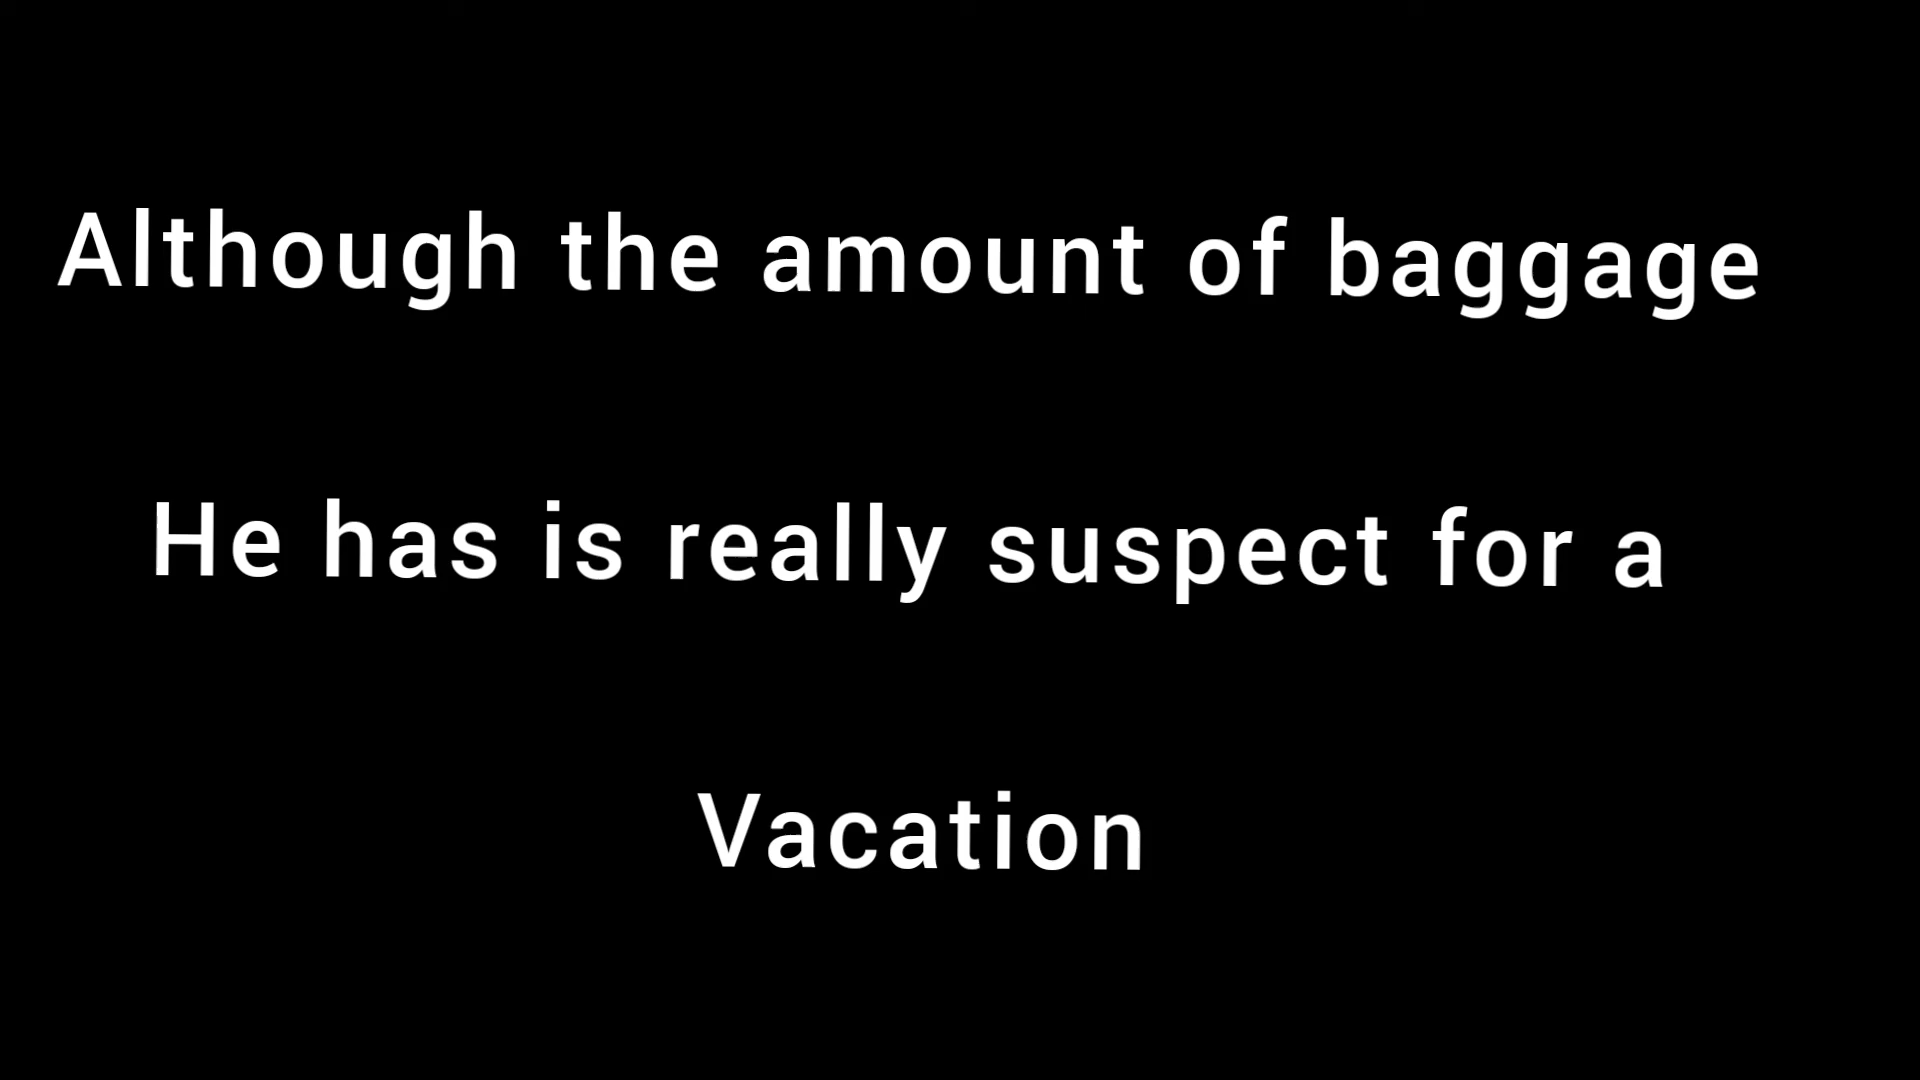 Although the amount of baggage
He has is really suspect for a
Vacation